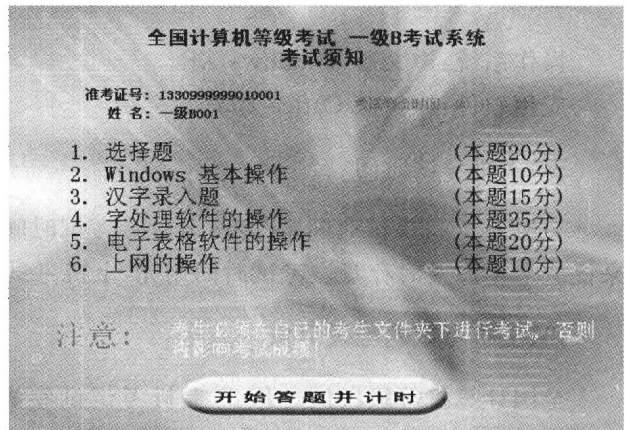 全国计算机等级考试 一级B考试系统
考试须知
准考证号: 1330999999010001
姓 名: 一级B001
1. 选择题 (本题20分)
2. Windows 基本操作 (本题10分)
3. 汉字录入题 (本题15分)
4. 字处理软件的操作 (本题25分)
5. 电子表格软件的操作 (本题20分)
6. 上网的操作 (本题10分)
注意: 考生必须在自己的考生文件夹下进行考试, 否则
将影响考试成绩!
开始答题并计时